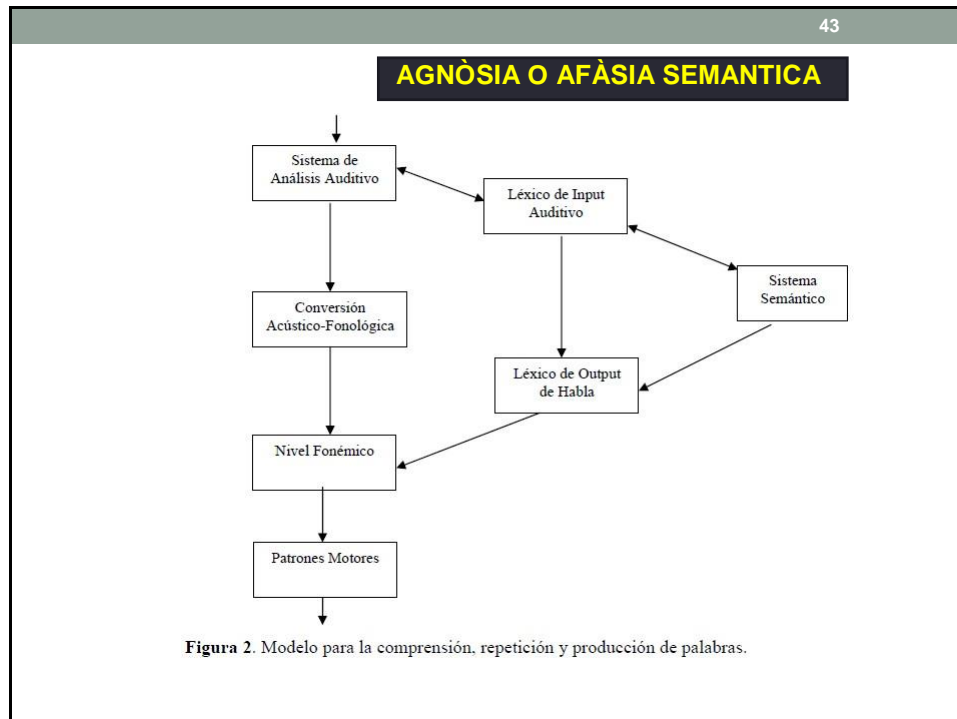 43
AGNÒSIA O AFÀSIA SEMANTICA
Sistema de
Análisis Auditivo
Léxico de Input
Auditivo
Sistema
Semántico
Conversión
Acústico-Fonológica
Léxico de Output
de Habla
Nivel Fonémico
Patrones Motores
Figura 2. Modelo para la comprensión, repetición y producción de palabras.